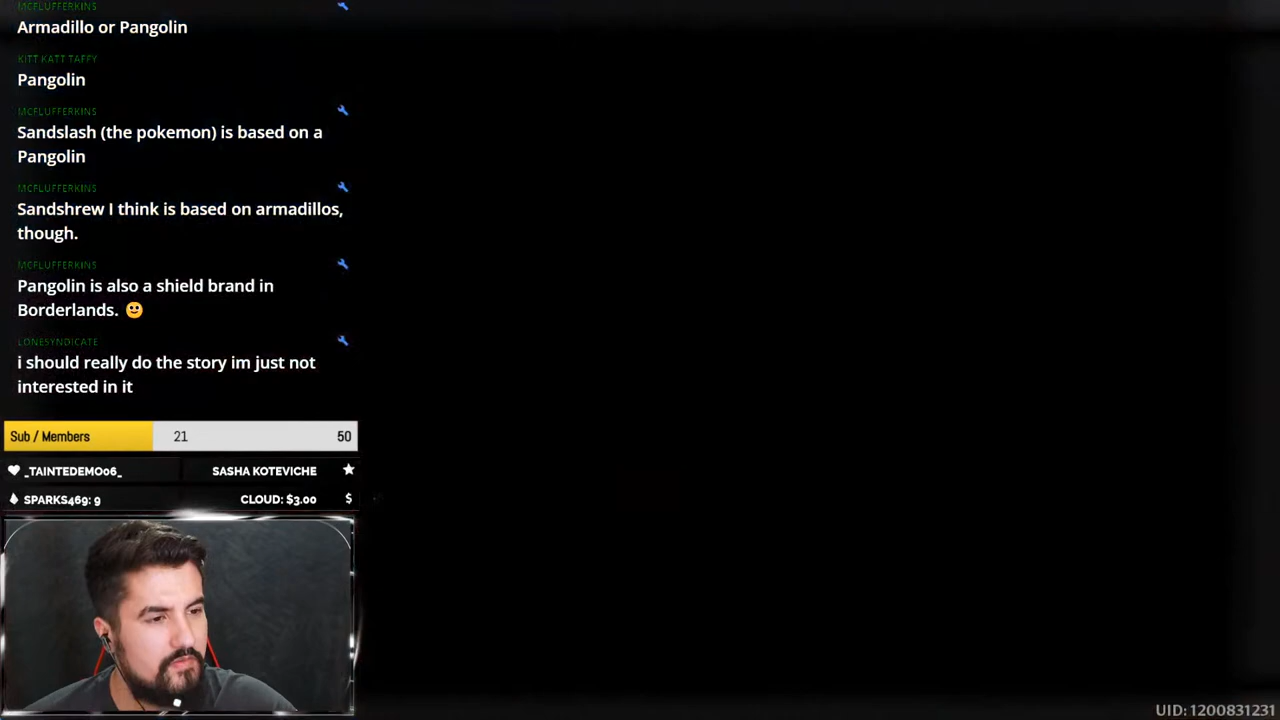 MCFLUFFERKINS
Armadillo or Pangolin
KITT KATT TAFFY
Pangolin
MCFLUFFERKINS
Sandslash (the pokemon) is based on a
Pangolin
MCFLUFFERKINS
Sandshrew I think is based on armadillos,
though.
MCFLUFFERKINS
Pangolin is also a shield brand in
Borderlands. 🙂
LONESYNDICATE
i should really do the story im just not
interested in it
Sub / Members 21 50
_TAINTEDEMO06_ SASHA KOTEVICHE
SPARKS469: 9 CLOUD: $3.00 $
UID: 1200831231